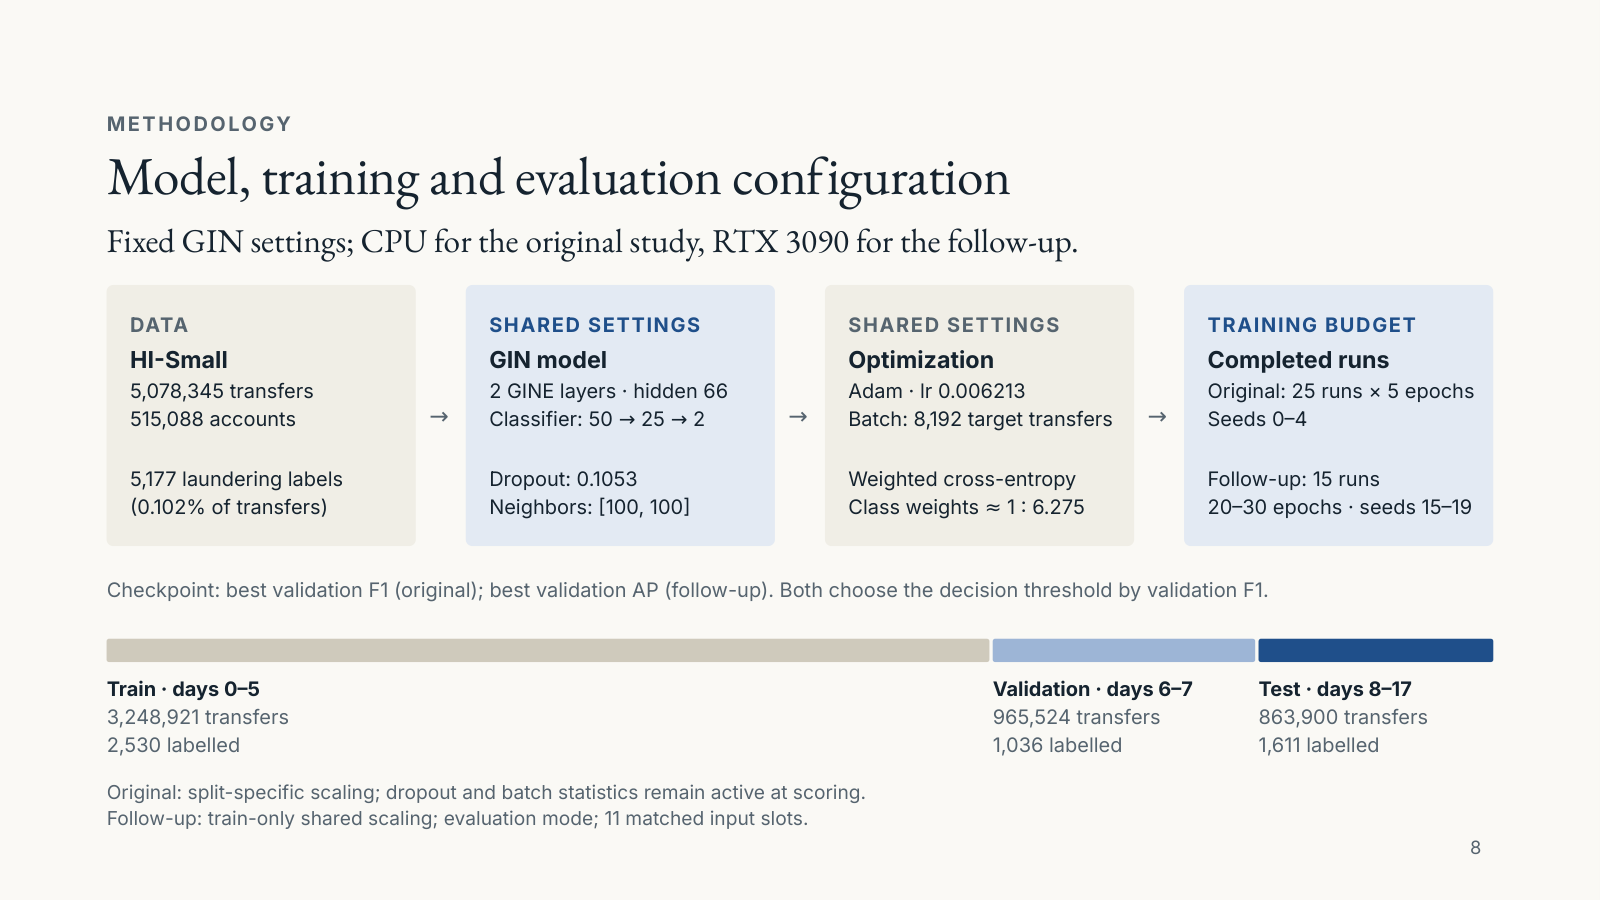 METHODOLOGY
Model, training and evaluation configuration
Fixed GIN settings; CPU for the original study, RTX 3090 for the follow-up.
DATA
HI-Small
5,078,345 transfers
515,088 accounts
5,177 laundering labels
(0.102% of transfers)
→
SHARED SETTINGS
GIN model
2 GINE layers · hidden 66
Classifier: 50 → 25 → 2
Dropout: 0.1053
Neighbors: [100, 100]
→
SHARED SETTINGS
Optimization
Adam · lr 0.006213
Batch: 8,192 target transfers
Weighted cross-entropy
Class weights ≈ 1 : 6.275
→
TRAINING BUDGET
Completed runs
Original: 25 runs × 5 epochs
Seeds 0–4
Follow-up: 15 runs
20–30 epochs · seeds 15–19
Checkpoint: best validation F1 (original); best validation AP (follow-up). Both choose the decision threshold by validation F1.
Train · days 0–5
3,248,921 transfers
2,530 labelled
Validation · days 6–7
965,524 transfers
1,036 labelled
Test · days 8–17
863,900 transfers
1,611 labelled
Original: split-specific scaling; dropout and batch statistics remain active at scoring.
Follow-up: train-only shared scaling; evaluation mode; 11 matched input slots.
8